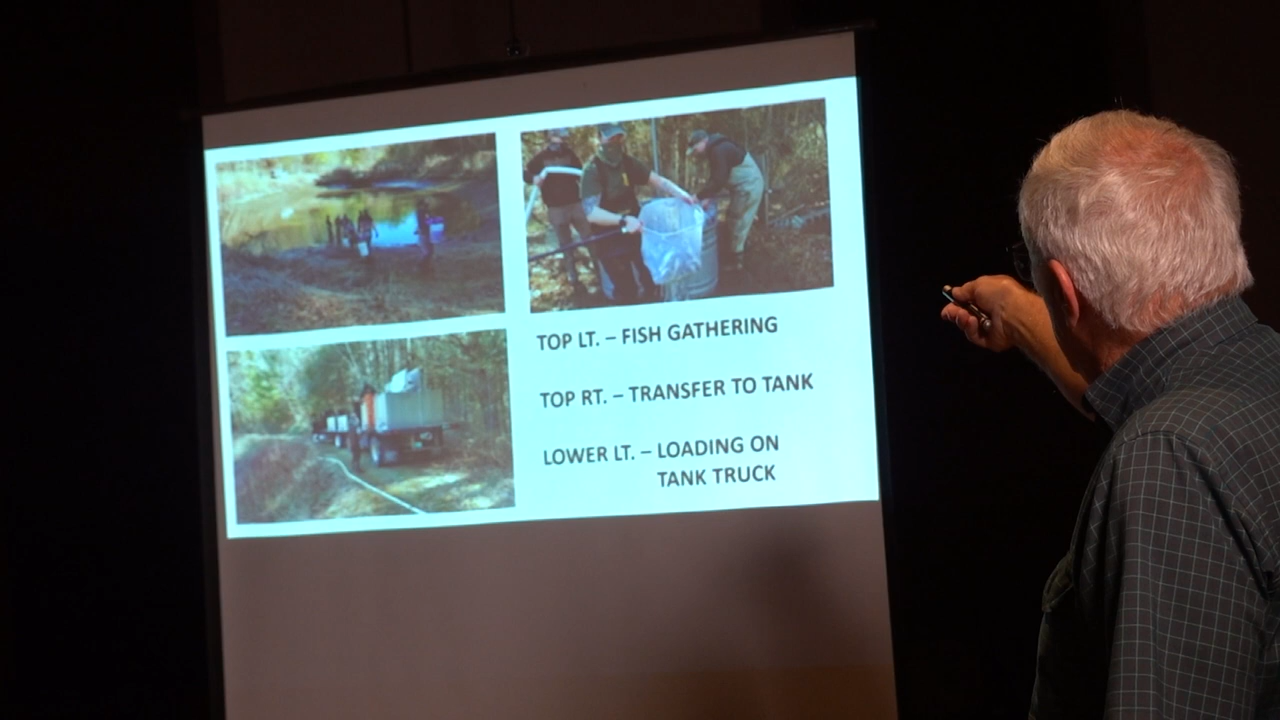 TOP LT. – FISH GATHERING
TOP RT. – TRANSFER TO TANK
LOWER LT. – LOADING ON
TANK TRUCK